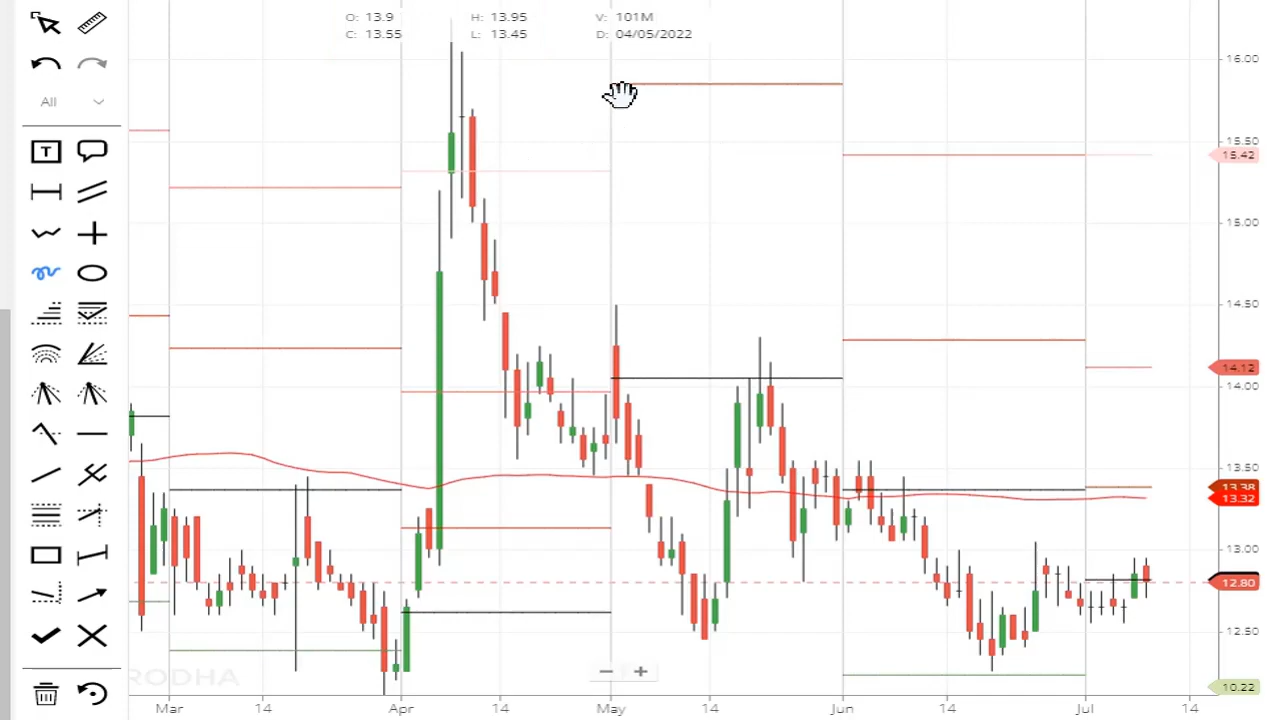 O: 13.9 H: 13.95 V: 101M
C: 13.55 L: 13.45 D: 04/05/2022
All
T
16.00
15.50
15.42
15.00
14.50
14.12
14.00
13.50
13.38
13.32
13.00
12.80
12.50
10.22
RODHA
Mar 14 Apr 14 May 14 Jun 14 Jul 14